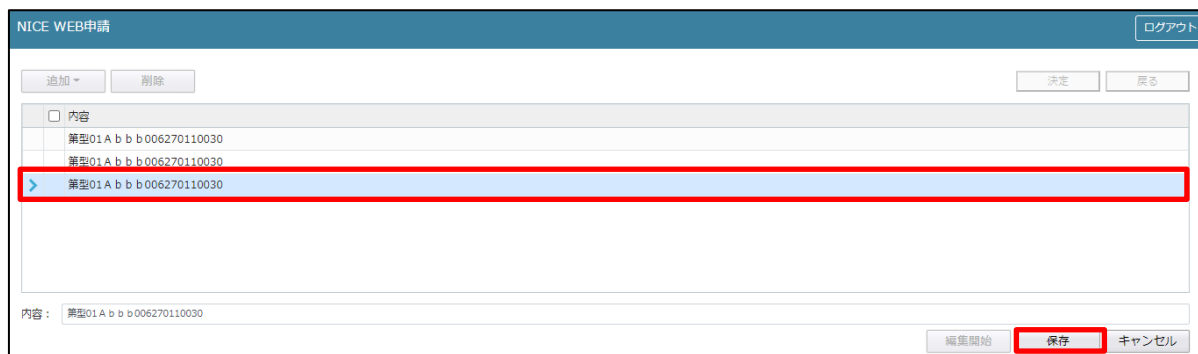 NICE WEB申請 ログアウト
追加 削除 決定 戻る
内容
第型01Ａｂｂｂ006270110030
第型01Ａｂｂｂ006270110030
第型01Ａｂｂｂ006270110030
内容： 第型01Ａｂｂｂ006270110030
編集開始 保存 キャンセル